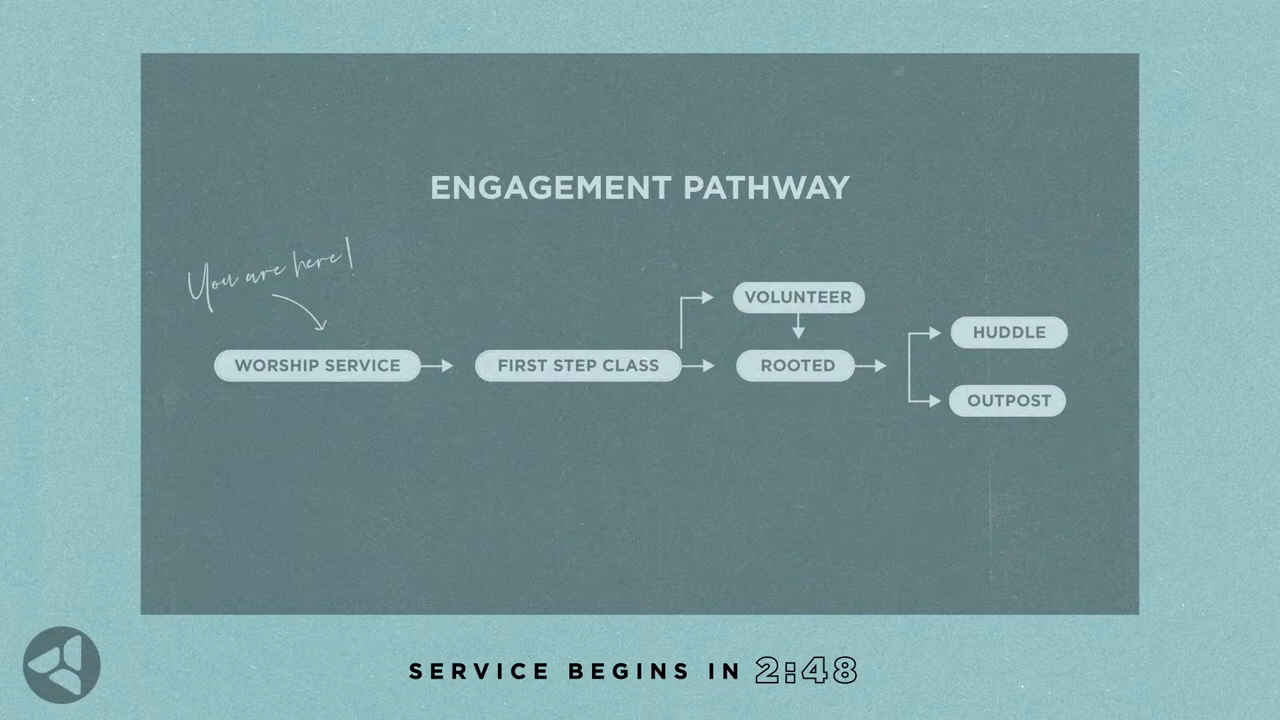 ENGAGEMENT PATHWAY
You are here!
VOLUNTEER
HUDDLE
WORSHIP SERVICE
FIRST STEP CLASS
ROOTED
OUTPOST
SERVICE BEGINS IN 2:48